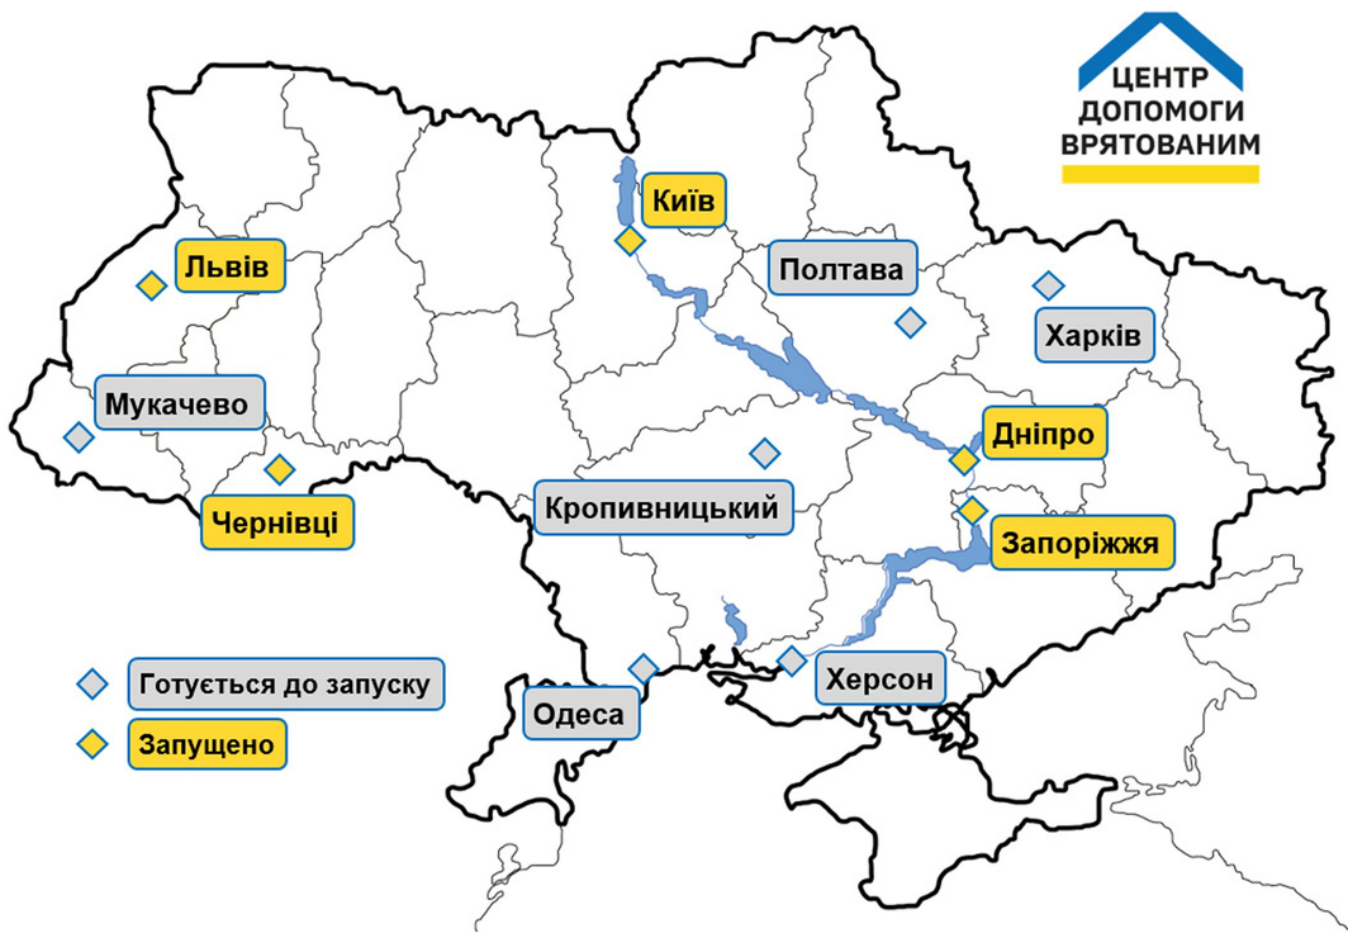 ЦЕНТР
ДОПОМОГИ
ВРЯТОВАНИМ
Київ
Львів
Полтава
Харків
Мукачево
Дніпро
Чернівці
Кропивницький
Запоріжжя
Херсон
Одеса
Готується до запуску
Запущено